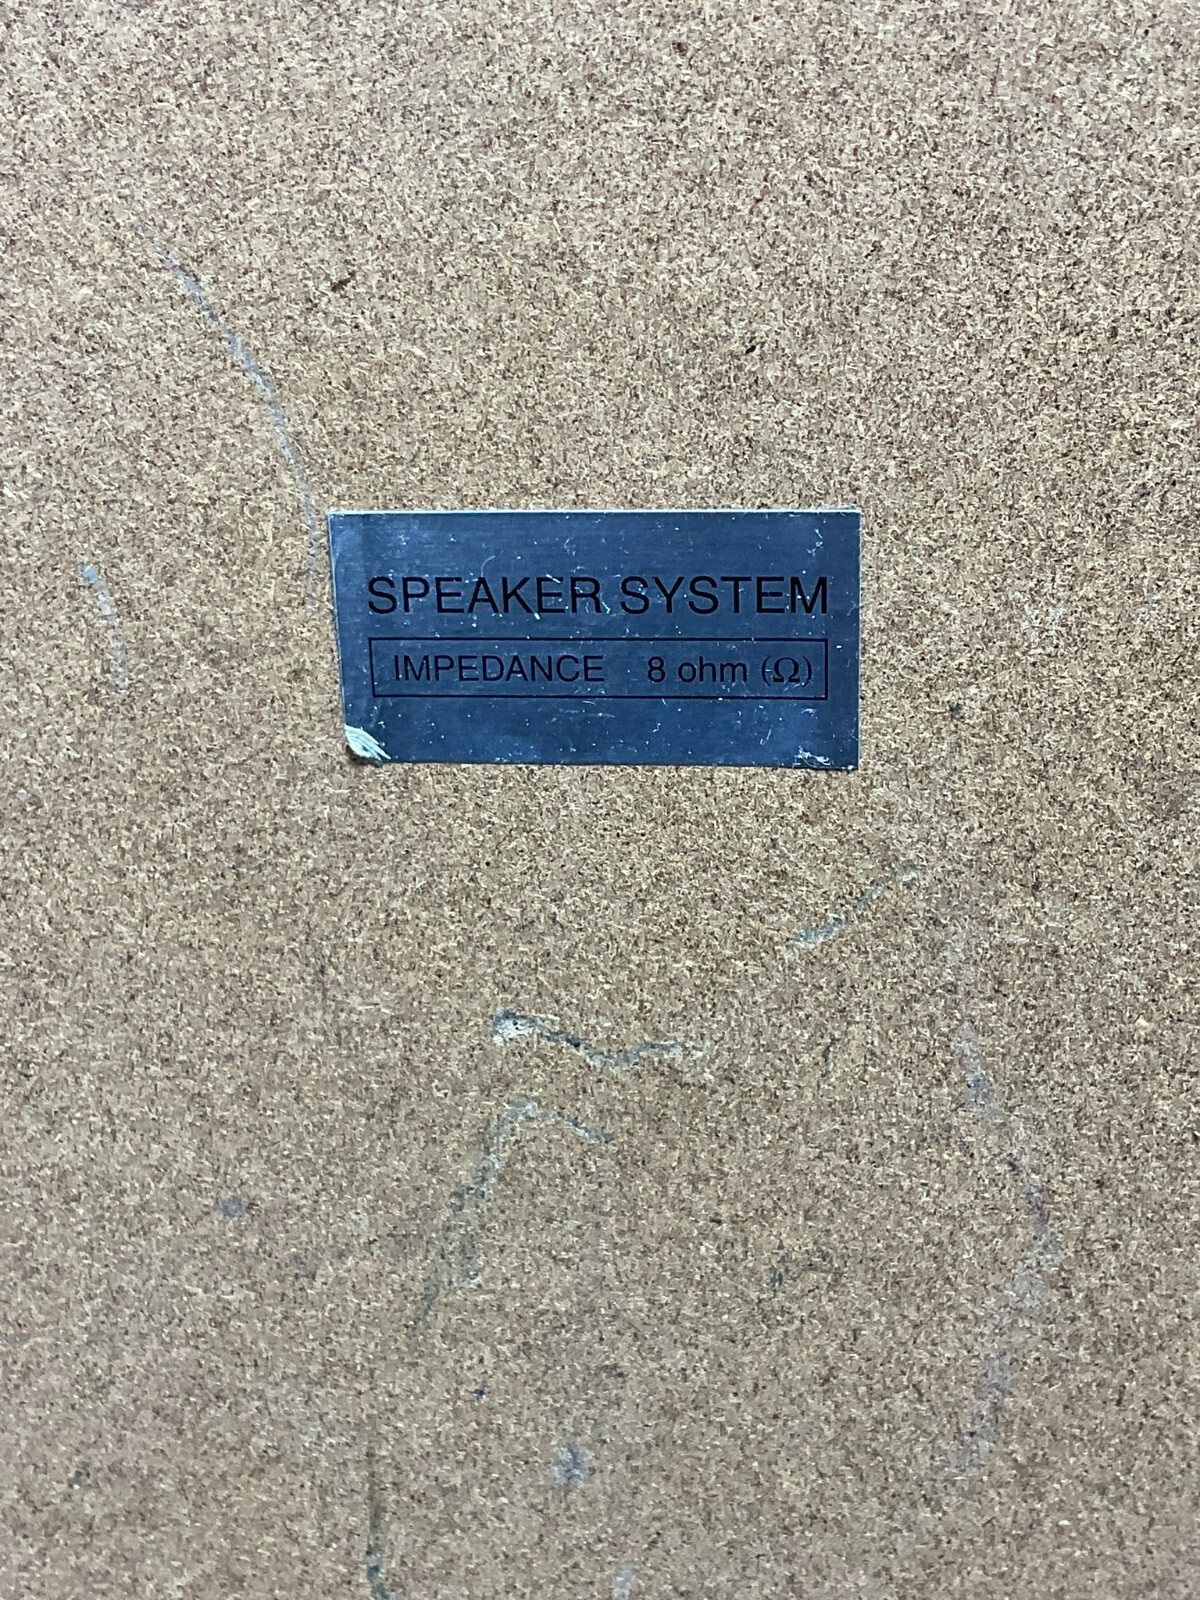 SPEAKER SYSTEM
IMPEDANCE 8 ohm (Ω)